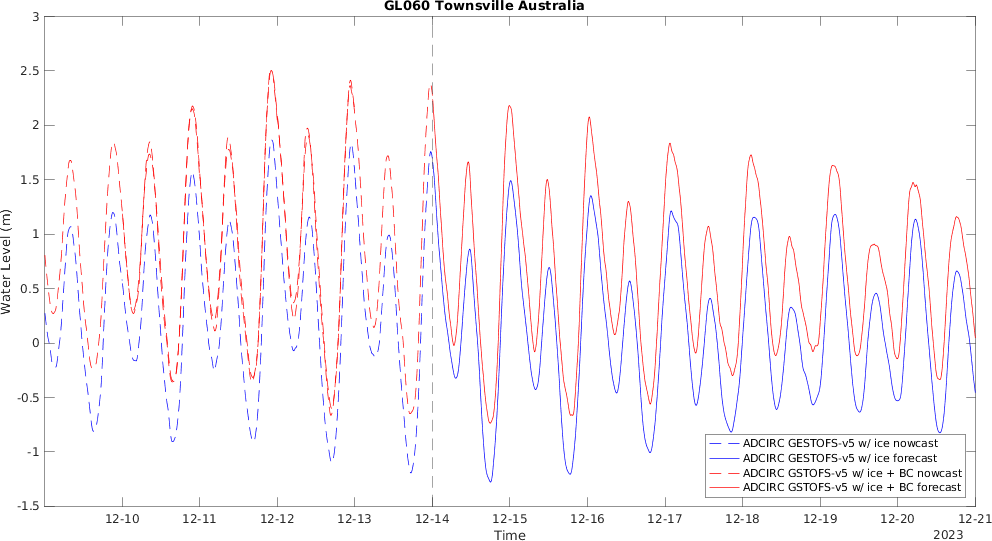 GL060 Townsville Australia
3
2.5
2
1.5
1
0.5
0
-0.5
-1
-1.5
Water Level (m)
12-10 12-11 12-12 12-13 12-14 12-15 12-16 12-17 12-18 12-19 12-20 12-21
Time
2023
ADCIRC GESTOFS-v5 w/ ice nowcast
ADCIRC GESTOFS-v5 w/ ice forecast
ADCIRC GSTOFS-v5 w/ ice + BC nowcast
ADCIRC GSTOFS-v5 w/ ice + BC forecast